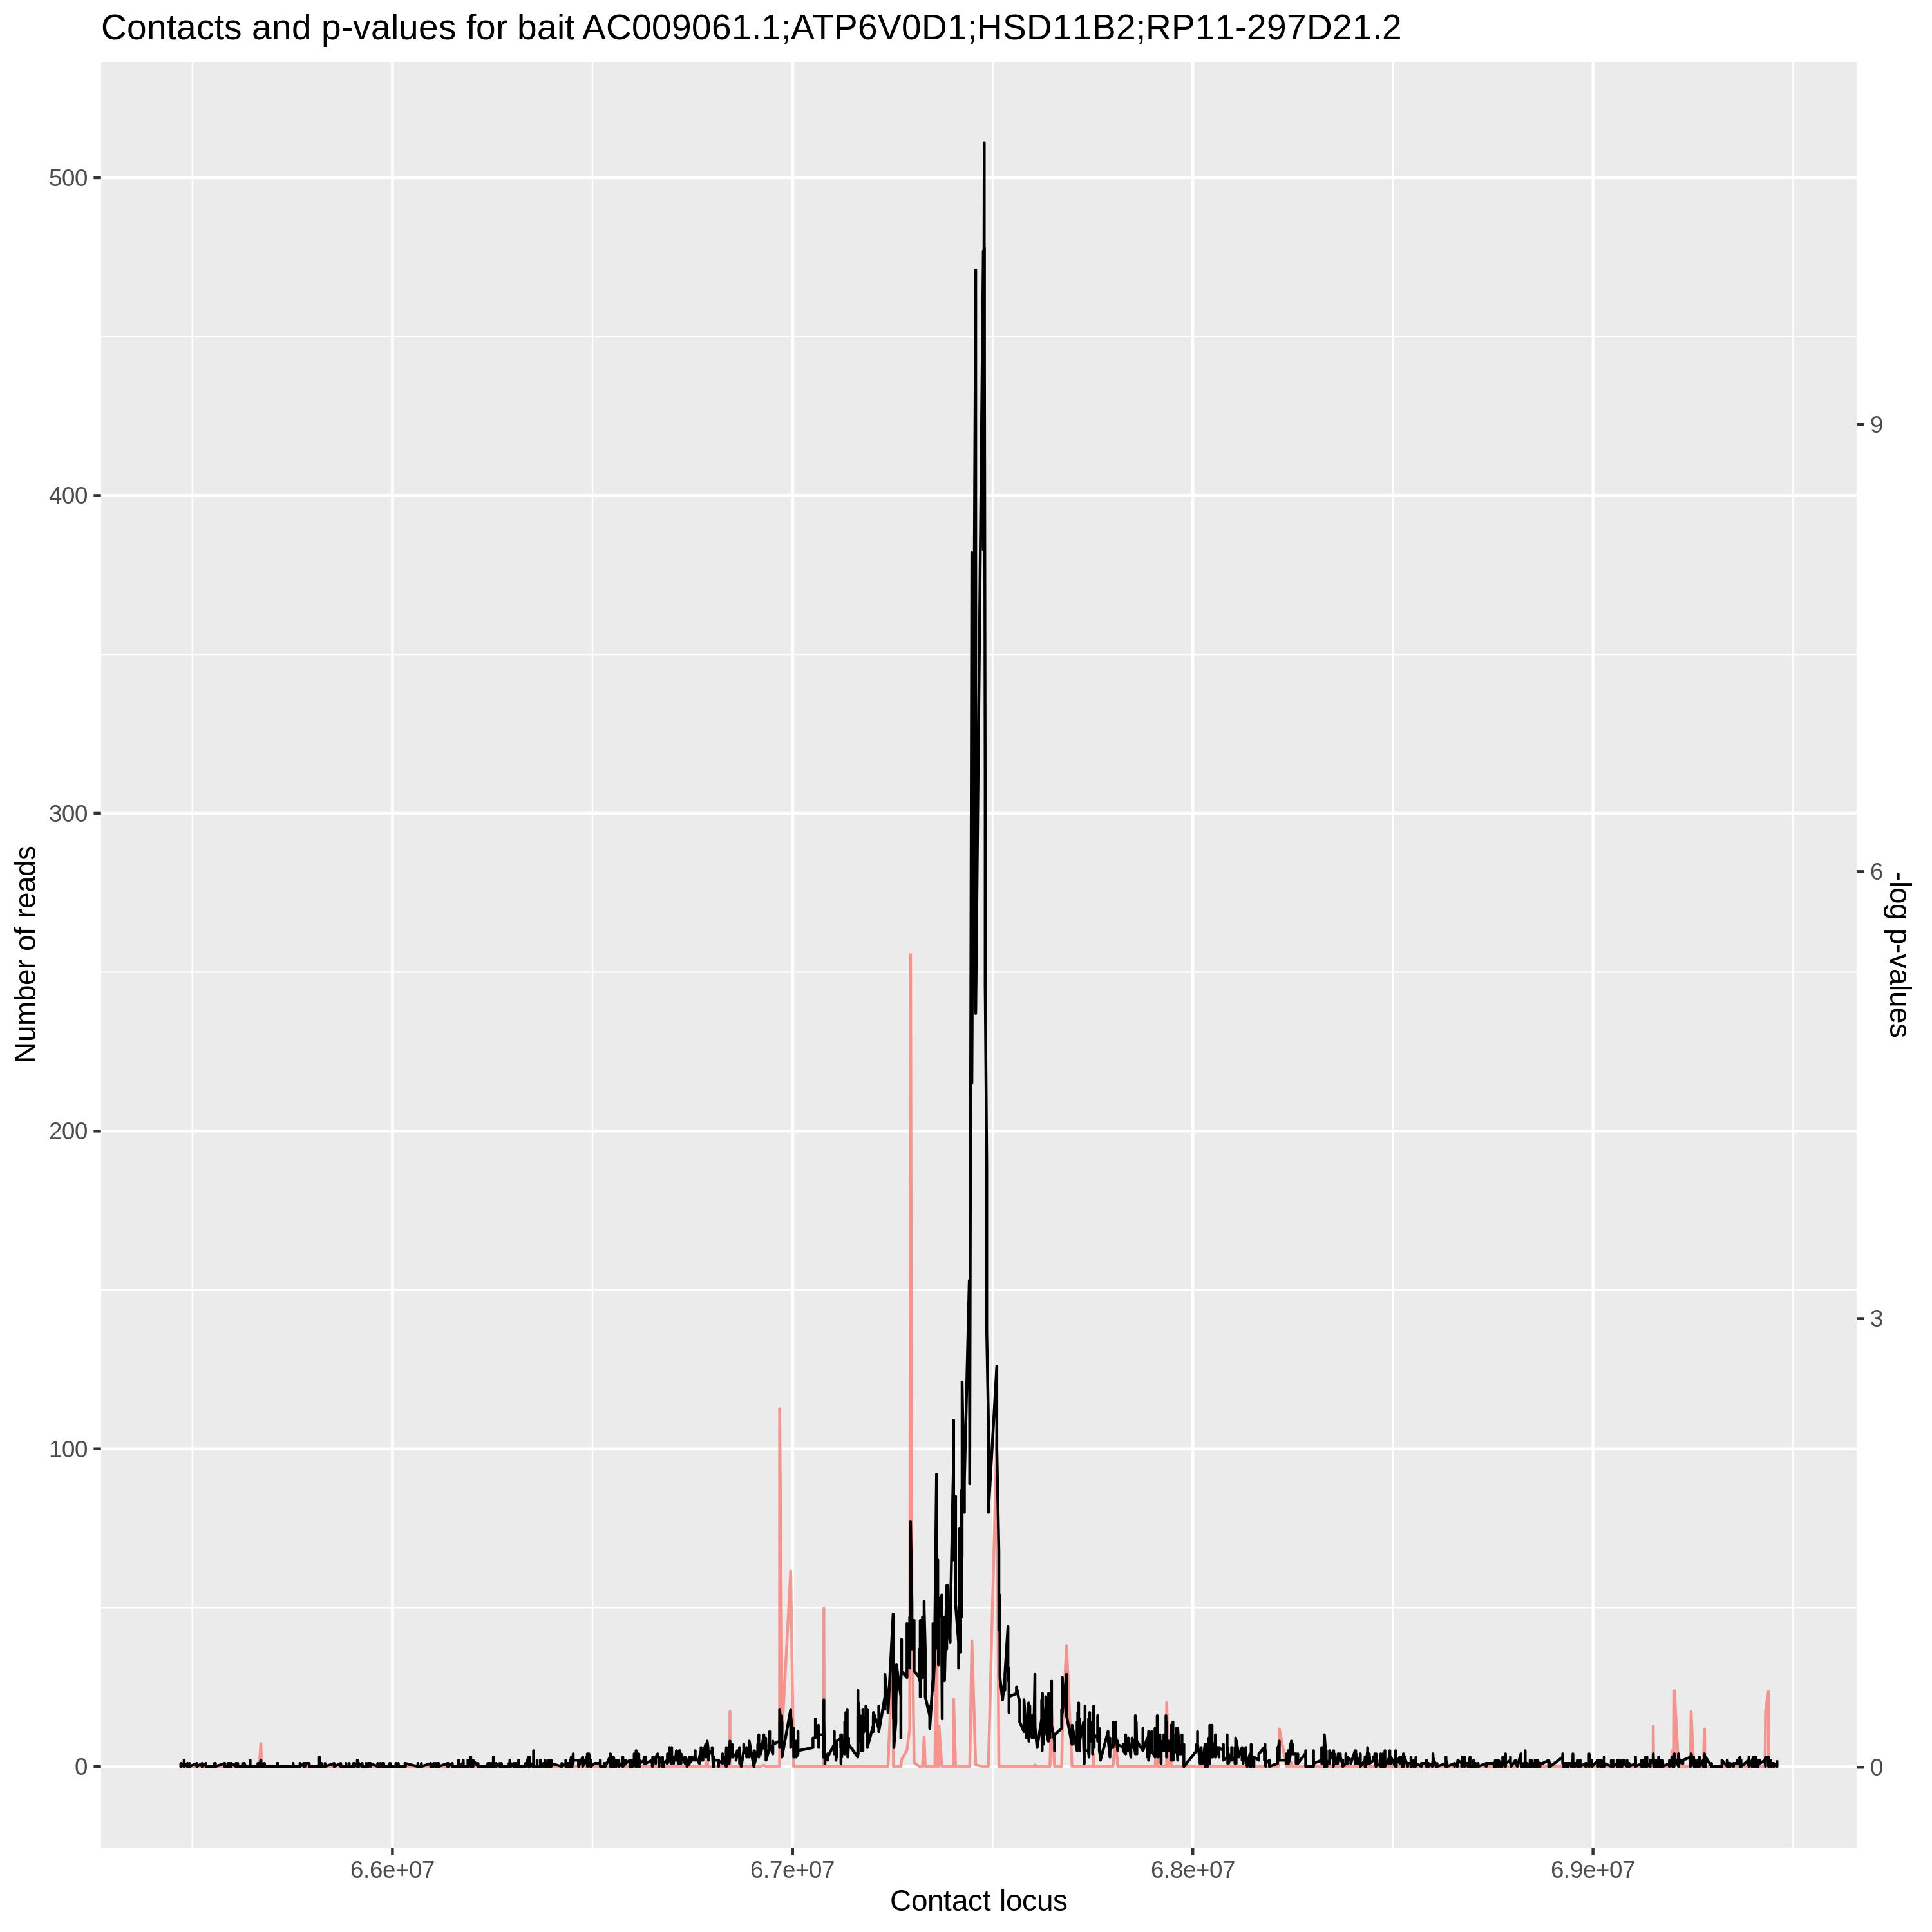 Contacts and p-values for bait AC009061.1;ATP6V0D1;HSD11B2;RP11-297D21.2
500
400
300
200
100
0
Number of reads
9
6
3
0
-log p-values
6.6e+07
6.7e+07
6.8e+07
6.9e+07
Contact locus